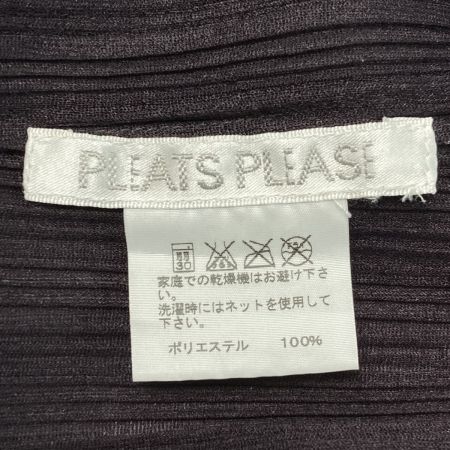 PLEATS PLEASE
30
家庭での乾燥機はお避け下さ
い。
洗濯時にはネットを使用して
下さい。
ポリエステル 100%